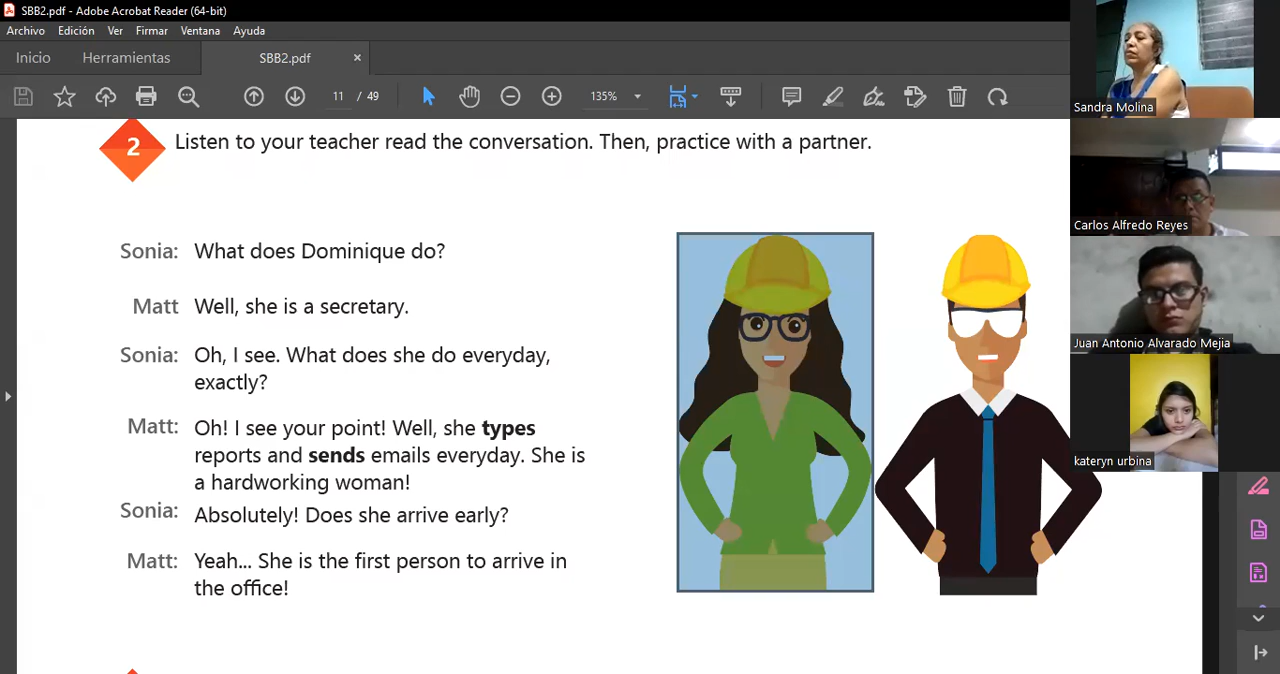 SBB2.pdf - Adobe Acrobat Reader (64-bit)
Archivo Edición Ver Firmar Ventana Ayuda
Inicio Herramientas SBB2.pdf ×
11 / 49 135%
2 Listen to your teacher read the conversation. Then, practice with a partner.
Sonia: What does Dominique do?
Matt Well, she is a secretary.
Sonia: Oh, I see. What does she do everyday,
exactly?
Matt: Oh! I see your point! Well, she types
reports and sends emails everyday. She is
a hardworking woman!
Sonia: Absolutely! Does she arrive early?
Matt: Yeah... She is the first person to arrive in
the office!
Sandra Molina
Carlos Alfredo Reyes
Juan Antonio Alvarado Mejia
kateryn urbina